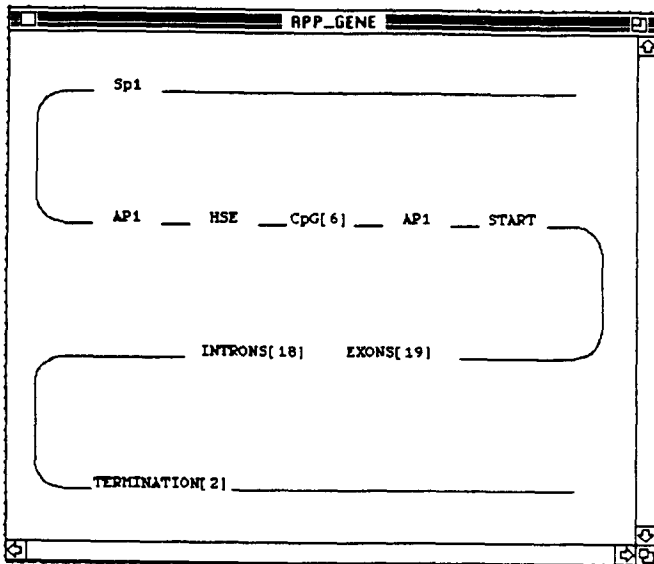 APP_GENE
Sp1
AP1 HSE CpG[6] AP1 START
INTRONS[18] EXONS[19]
TERMINATION[2]